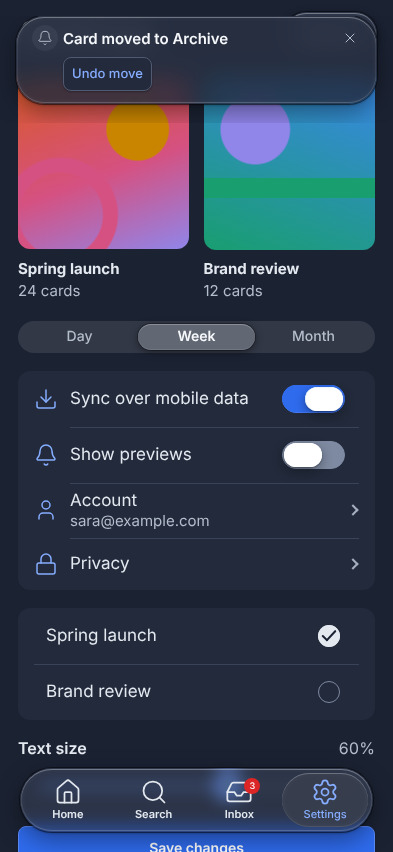 Card moved to Archive
Undo move
Spring launch
Brand review
24 cards
12 cards
Day
Week
Month
Sync over mobile data
Show previews
Account
sara@example.com
Privacy
Spring launch
Brand review
Text size
60%
Home
Search
3
Inbox
Settings
Save changes